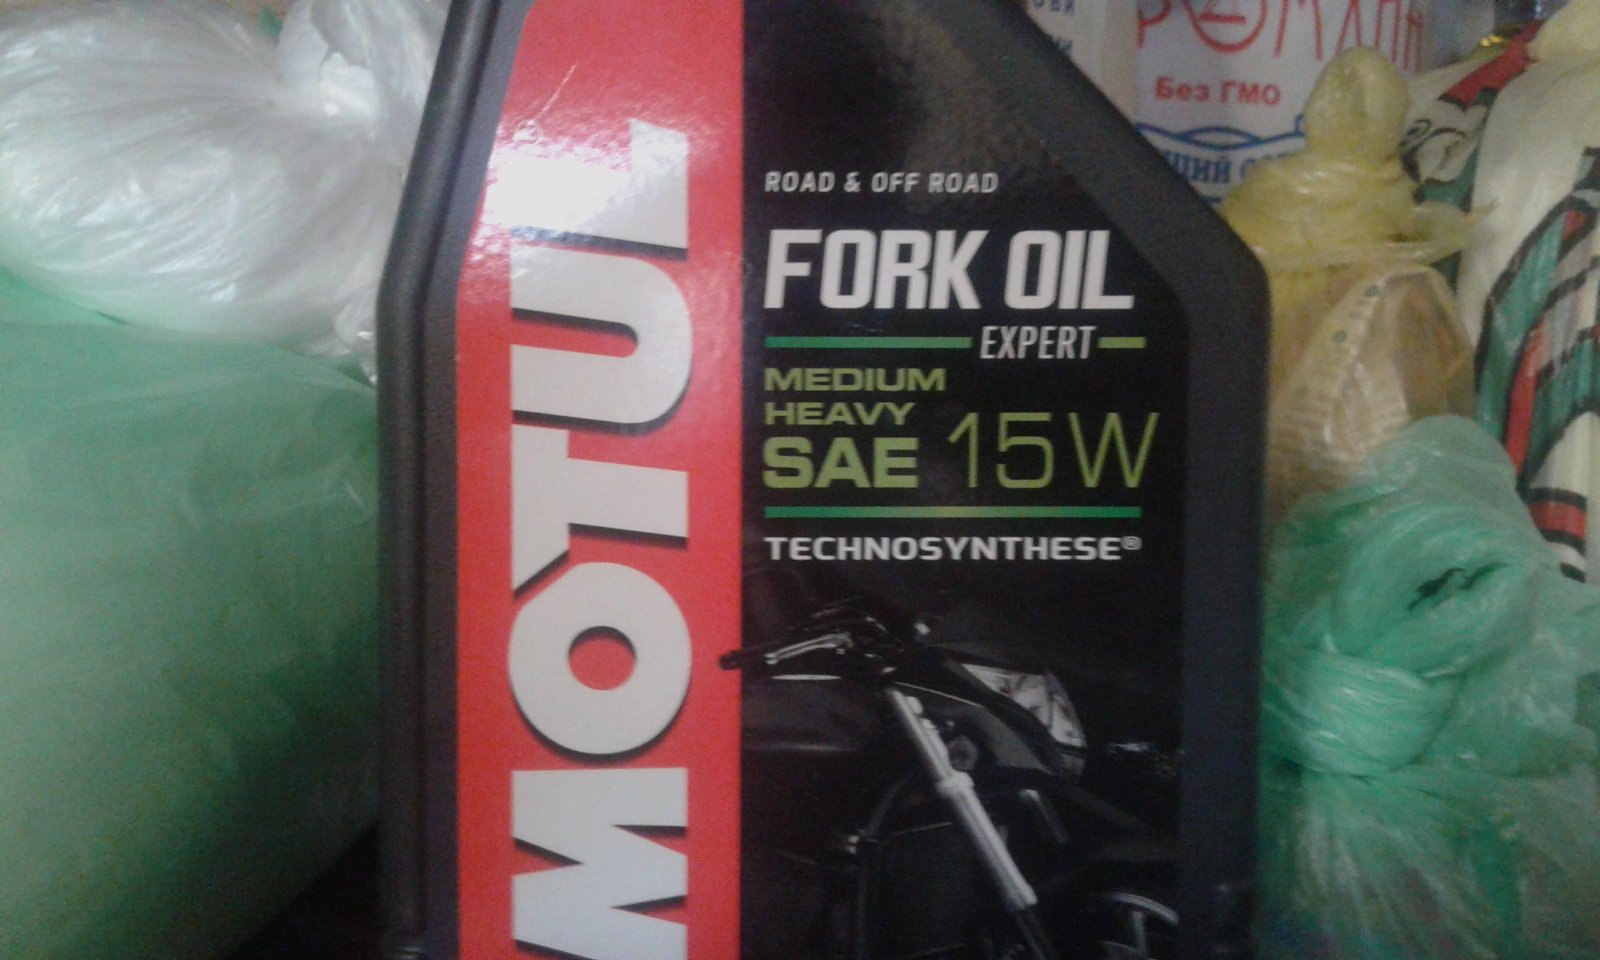 MOTUL
ROAD & OFF ROAD
FORK OIL
EXPERT
MEDIUM
HEAVY
SAE 15W
TECHNOSYNTHESE®
Без ГМО